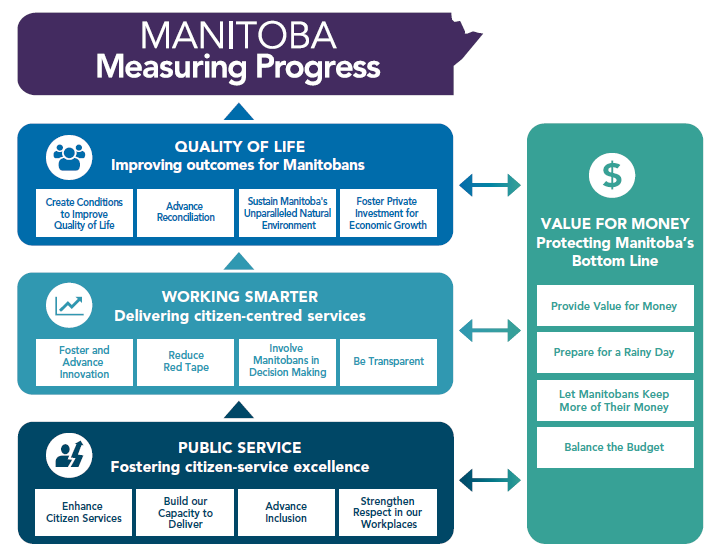 MANITOBA
Measuring Progress
QUALITY OF LIFE
Improving outcomes for Manitobans
Create Conditions
to Improve
Quality of Life
Advance
Reconciliation
Sustain Manitoba's
Unparalleled Natural
Environment
Foster Private
Investment for
Economic Growth
WORKING SMARTER
Delivering citizen-centred services
Foster and
Advance
Innovation
Reduce
Red Tape
Involve
Manitobans in
Decision Making
Be Transparent
PUBLIC SERVICE
Fostering citizen-service excellence
Enhance
Citizen Services
Build our
Capacity to
Deliver
Advance
Inclusion
Strengthen
Respect in our
Workplaces
$
VALUE FOR MONEY
Protecting Manitoba's
Bottom Line
Provide Value for Money
Prepare for a Rainy Day
Let Manitobans Keep
More of Their Money
Balance the Budget